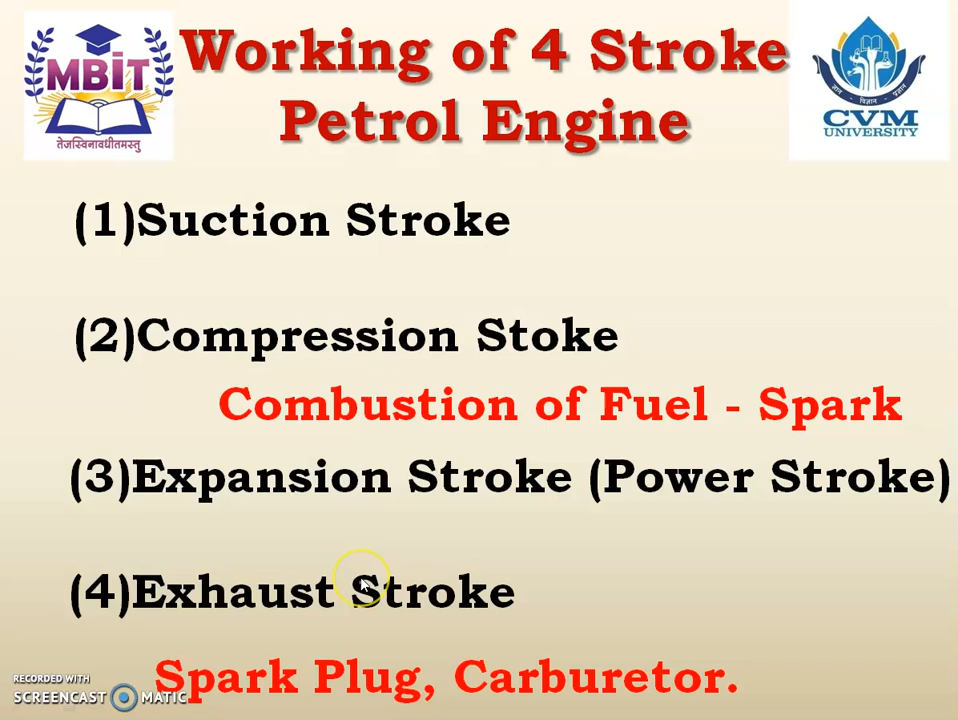 Working of 4 Stroke
Petrol Engine
MBIT
तेजस्विनावधीतमस्तु
ज्ञान - विज्ञान - प्रज्ञान
CVM
UNIVERSITY
(1)Suction Stroke
(2)Compression Stoke
Combustion of Fuel - Spark
(3)Expansion Stroke (Power Stroke)
(4)Exhaust Stroke
Spark Plug, Carburetor.
RECORDED WITH
SCREENCAST MATIC